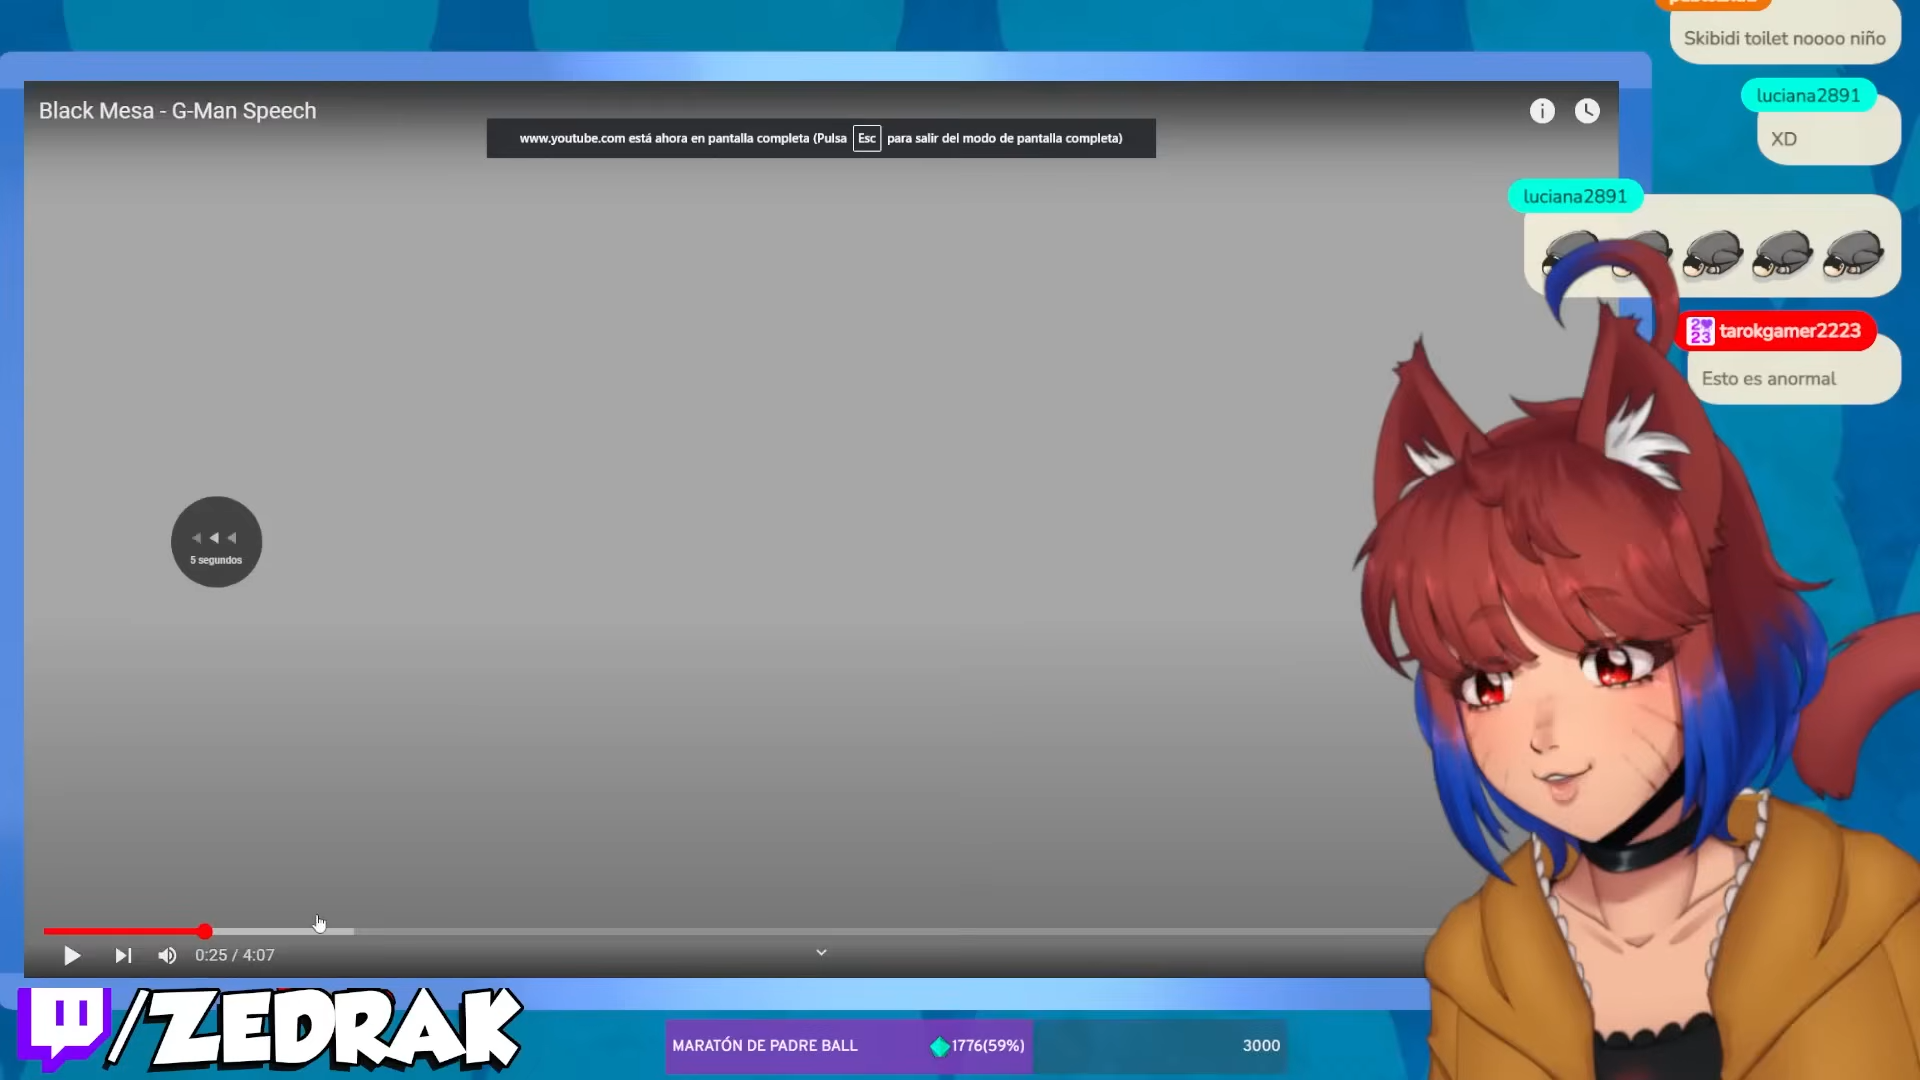 Skibidi toilet noooo niño
luciana2891
XD
luciana2891
2023 tarokgamer2223
Esto es anormal
Black Mesa - G-Man Speech
www.youtube.com está ahora en pantalla completa (Pulsa Esc para salir del modo de pantalla completa)
5 segundos
0:25 / 4:07
/ZEDRAK
MARATÓN DE PADRE BALL 1776(59%) 3000